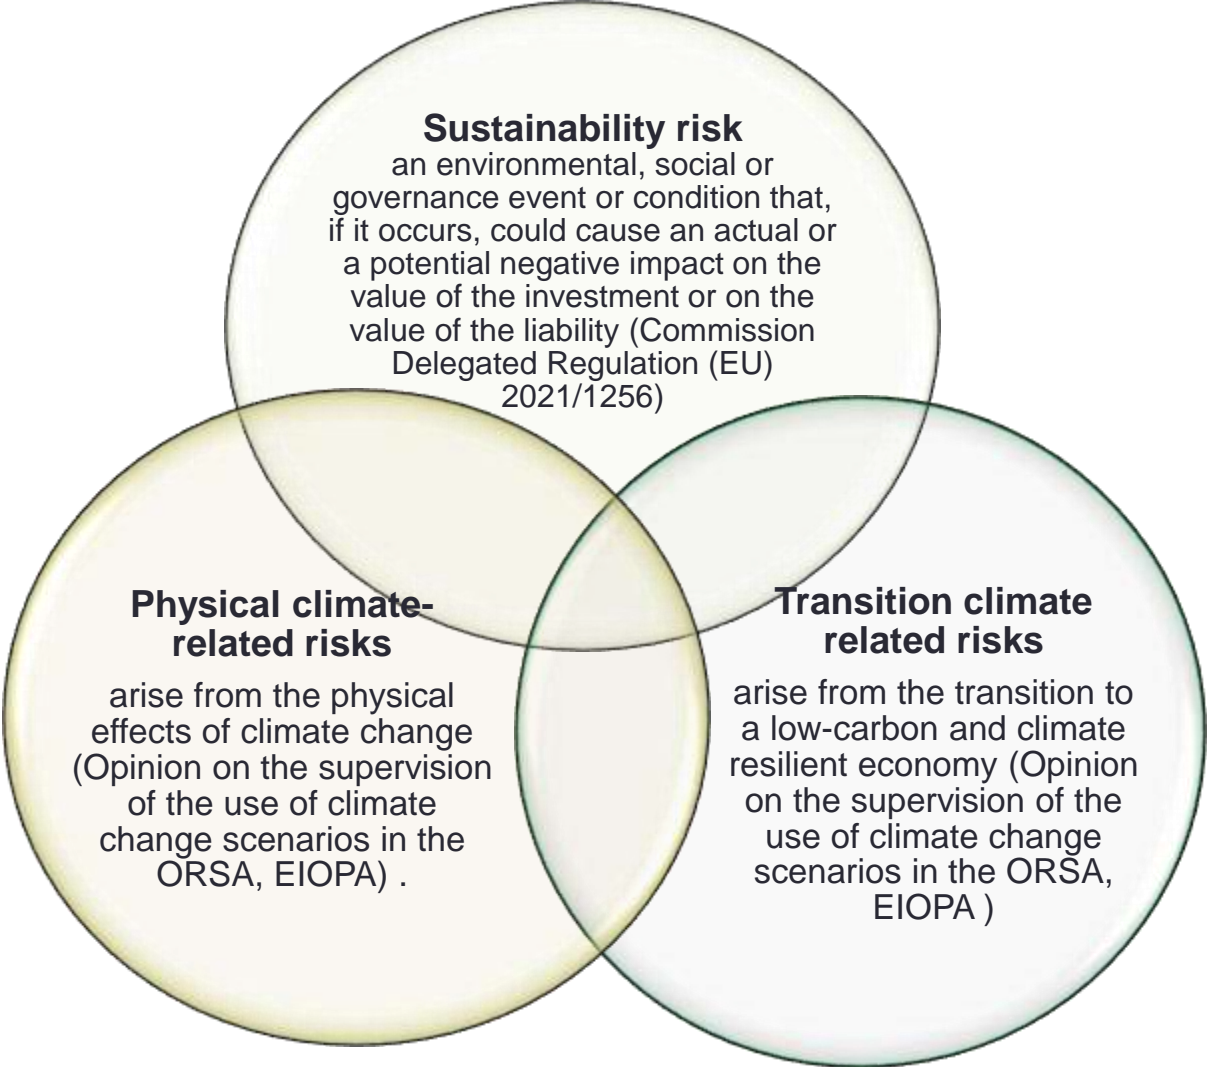 Sustainability risk
an environmental, social or
governance event or condition that,
if it occurs, could cause an actual or
a potential negative impact on the
value of the investment or on the
value of the liability (Commission
Delegated Regulation (EU)
2021/1256)
Physical climate-
related risks
arise from the physical
effects of climate change
(Opinion on the supervision
of the use of climate
change scenarios in the
ORSA, EIOPA) .
Transition climate
related risks
arise from the transition to
a low-carbon and climate
resilient economy (Opinion
on the supervision of the
use of climate change
scenarios in the ORSA,
EIOPA )